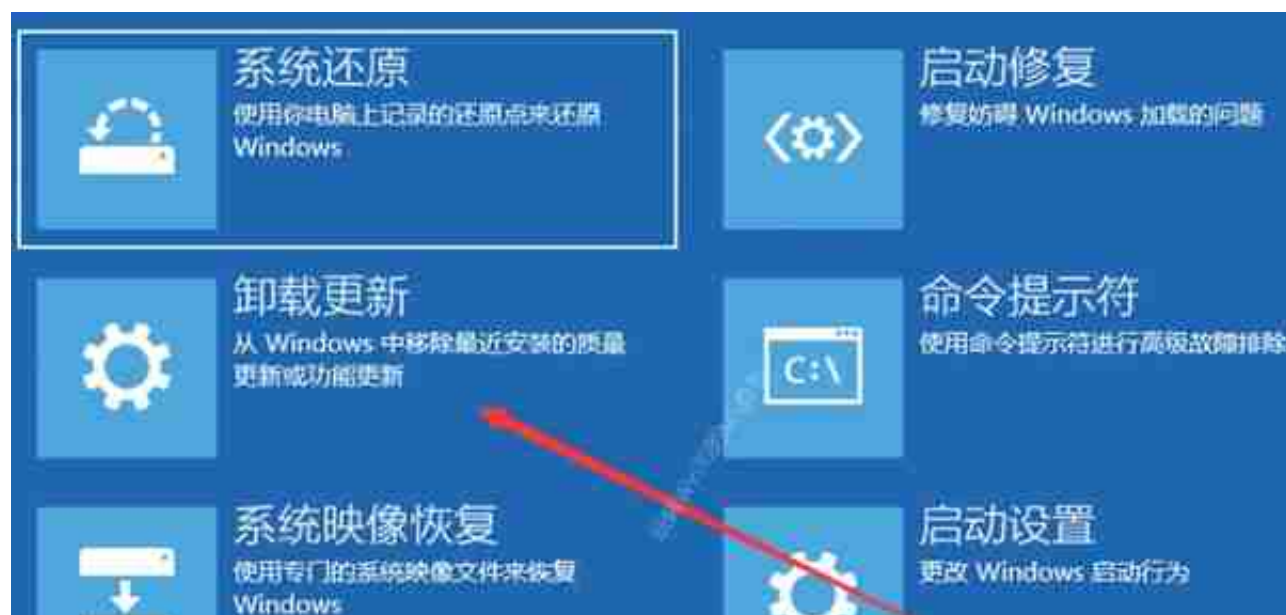 系统还原
使用你电脑上记录的还原点来还原
Windows
启动修复
修复妨碍 Windows 加载的问题
卸载更新
从 Windows 中移除最近安装的质量
更新或功能更新
命令提示符
使用命令提示符进行高级故障排除
C:\
系统映像恢复
使用专门的系统映像文件来恢复
Windows
启动设置
更改 Windows 启动行为